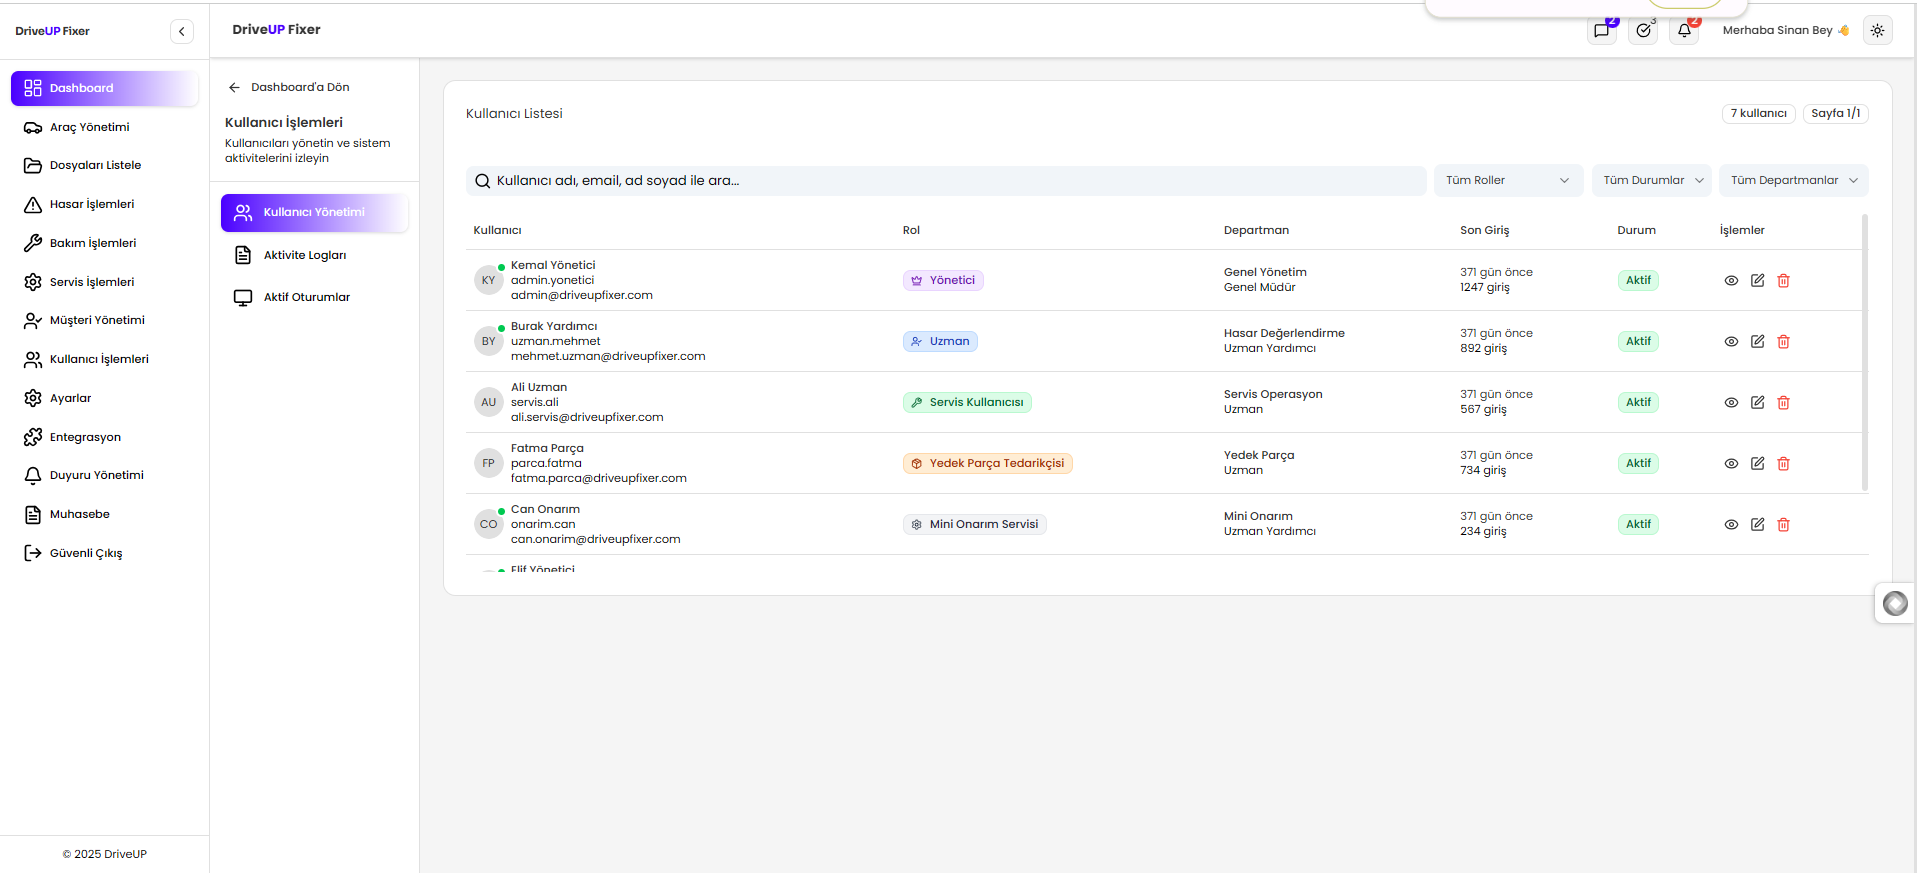 DriveUP Fixer
Dashboard
Araç Yönetimi
Dosyaları Listele
Hasar İşlemleri
Bakım İşlemleri
Servis İşlemleri
Müşteri Yönetimi
Kullanıcı İşlemleri
Ayarlar
Entegrasyon
Duyuru Yönetimi
Muhasebe
Güvenli Çıkış
© 2025 DriveUP
DriveUP Fixer
2
3
2
Merhaba Sinan Bey 👋
Dashboard'a Dön
Kullanıcı İşlemleri
Kullanıcıları yönetin ve sistem
aktivitelerini izleyin
Kullanıcı Yönetimi
Aktivite Logları
Aktif Oturumlar
Kullanıcı Listesi
7 kullanıcı
Sayfa 1/1
Kullanıcı adı, email, ad soyad ile ara...
Tüm Roller
Tüm Durumlar
Tüm Departmanlar
Kullanıcı Rol Departman Son Giriş Durum İşlemler
KY
Kemal Yönetici
admin.yonetici
admin@driveupfixer.com
Yönetici
Genel Yönetim
Genel Müdür
371 gün önce
1247 giriş
Aktif
BY
Burak Yardımcı
uzman.mehmet
mehmet.uzman@driveupfixer.com
Uzman
Hasar Değerlendirme
Uzman Yardımcı
371 gün önce
892 giriş
Aktif
AU
Ali Uzman
servis.ali
ali.servis@driveupfixer.com
Servis Kullanıcısı
Servis Operasyon
Uzman
371 gün önce
567 giriş
Aktif
FP
Fatma Parça
parca.fatma
fatma.parca@driveupfixer.com
Yedek Parça Tedarikçisi
Yedek Parça
Uzman
371 gün önce
734 giriş
Aktif
CO
Can Onarım
onarim.can
can.onarim@driveupfixer.com
Mini Onarım Servisi
Mini Onarım
Uzman Yardımcı
371 gün önce
234 giriş
Aktif
Elif Yönetici